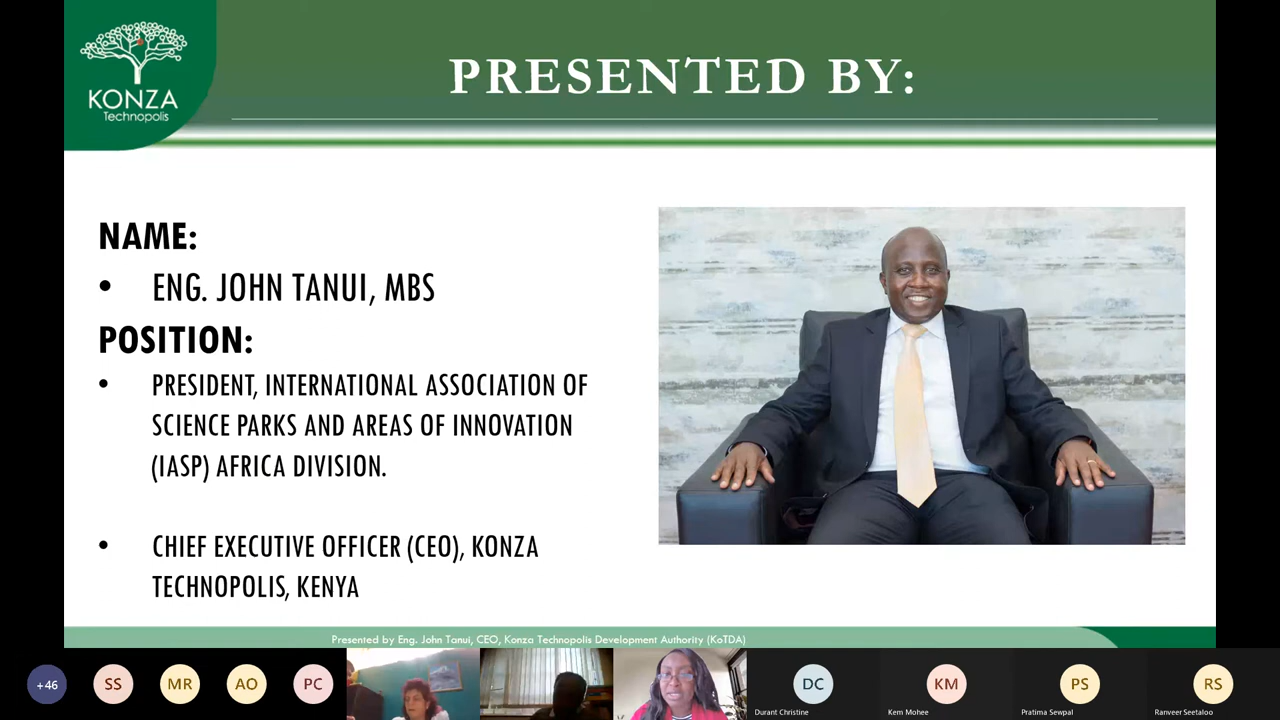 KONZA
Technopolis
PRESENTED BY:
NAME:
• ENG. JOHN TANUI, MBS
POSITION:
• PRESIDENT, INTERNATIONAL ASSOCIATION OF
SCIENCE PARKS AND AREAS OF INNOVATION
(IASP) AFRICA DIVISION.
• CHIEF EXECUTIVE OFFICER (CEO), KONZA
TECHNOPOLIS, KENYA
Presented by Eng. John Tanui, CEO, Konza Technopolis Development Authority (KoTDA)
+46
SS
MR
AO
PC
DC
KM
PS
RS
Durant Christine
Kem Mohee
Pratima Sewpal
Ranveer Seetaloo